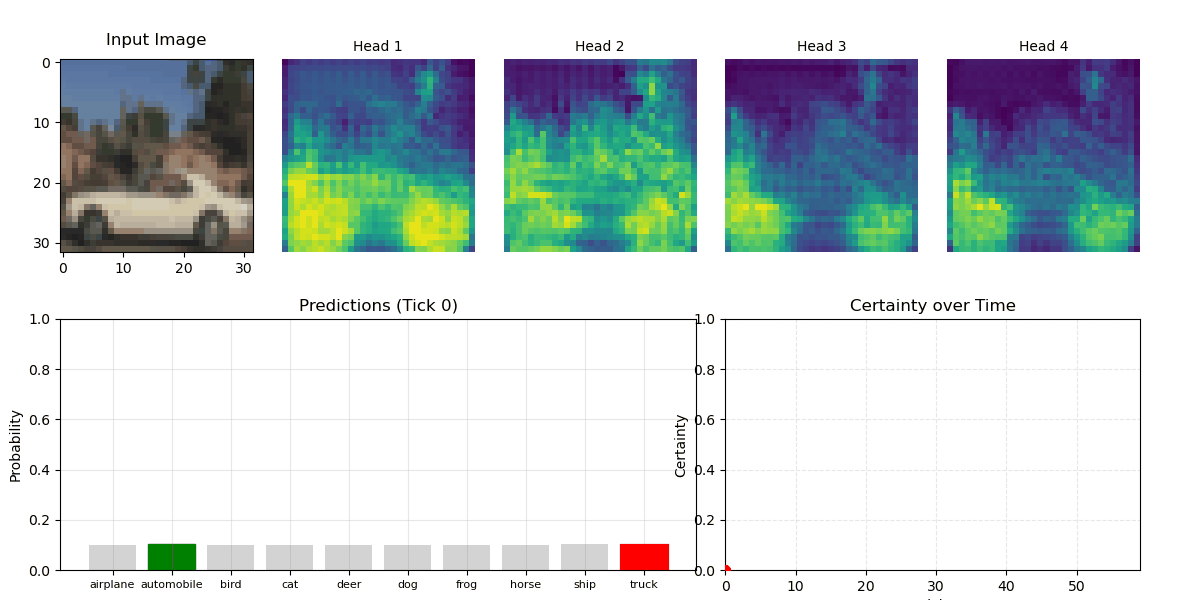 Input Image
Head 1
Head 2
Head 3
Head 4
0
10
20
30
0 10 20 30
Predictions (Tick 0)
Certainty over Time
Probability
1.0
0.8
0.6
0.4
0.2
0.0
airplane automobile bird cat deer dog frog horse ship truck
Certainty
1.0
0.8
0.6
0.4
0.2
0.0
0 10 20 30 40 50